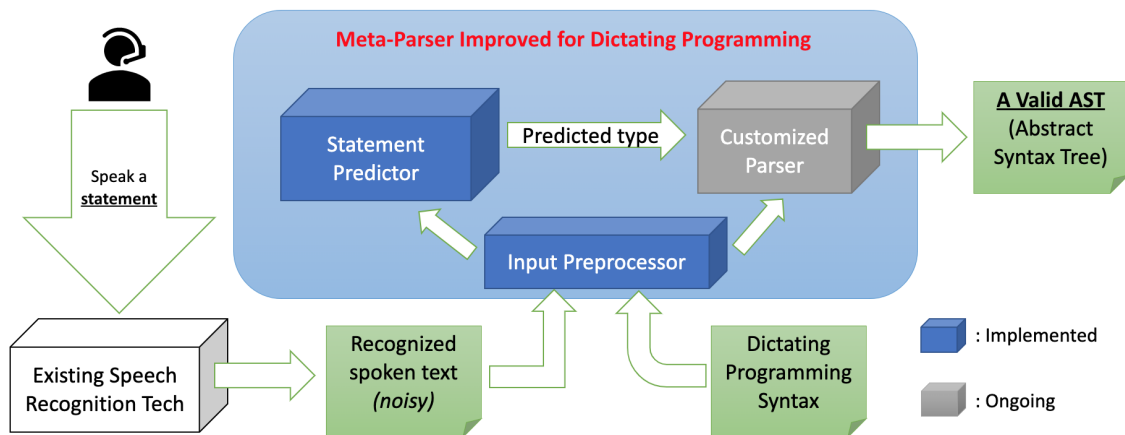 Meta-Parser Improved for Dictating Programming
Speak a
statement
Statement
Predictor
Predicted type
Customized
Parser
A Valid AST
(Abstract
Syntax Tree)
Input Preprocessor
Existing Speech
Recognition Tech
Recognized
spoken text
(noisy)
Dictating
Programming
Syntax
: Implemented
: Ongoing